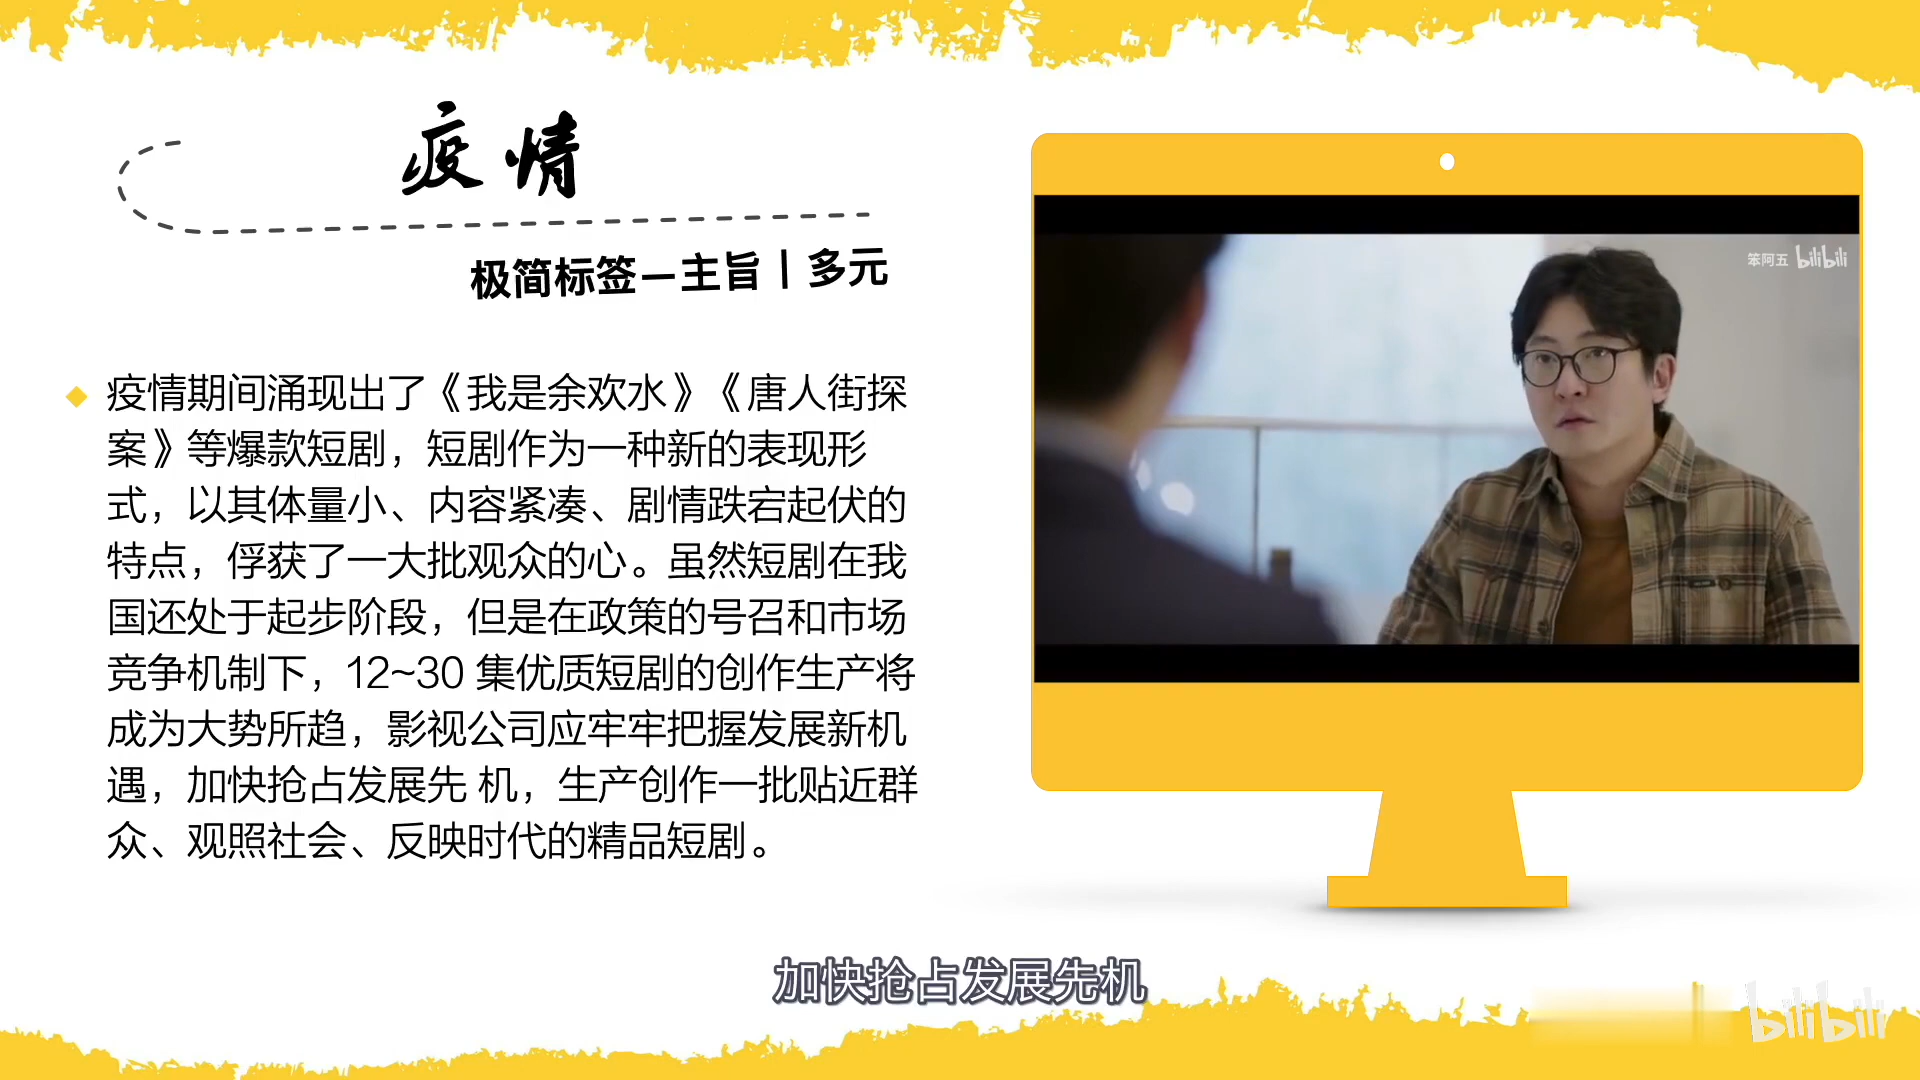 疫情
极简标签—主旨丨多元
笨阿五 bilibili
疫情期间涌现出了《我是余欢水》《唐人街探
案》等爆款短剧，短剧作为一种新的表现形
式，以其体量小、内容紧凑、剧情跌宕起伏的
特点，俘获了一大批观众的心。虽然短剧在我
国还处于起步阶段，但是在政策的号召和市场
竞争机制下，12~30 集优质短剧的创作生产将
成为大势所趋，影视公司应牢牢把握发展新机
遇，加快抢占发展先 机，生产创作一批贴近群
众、观照社会、反映时代的精品短剧。
加快抢占发展先机
bilibili